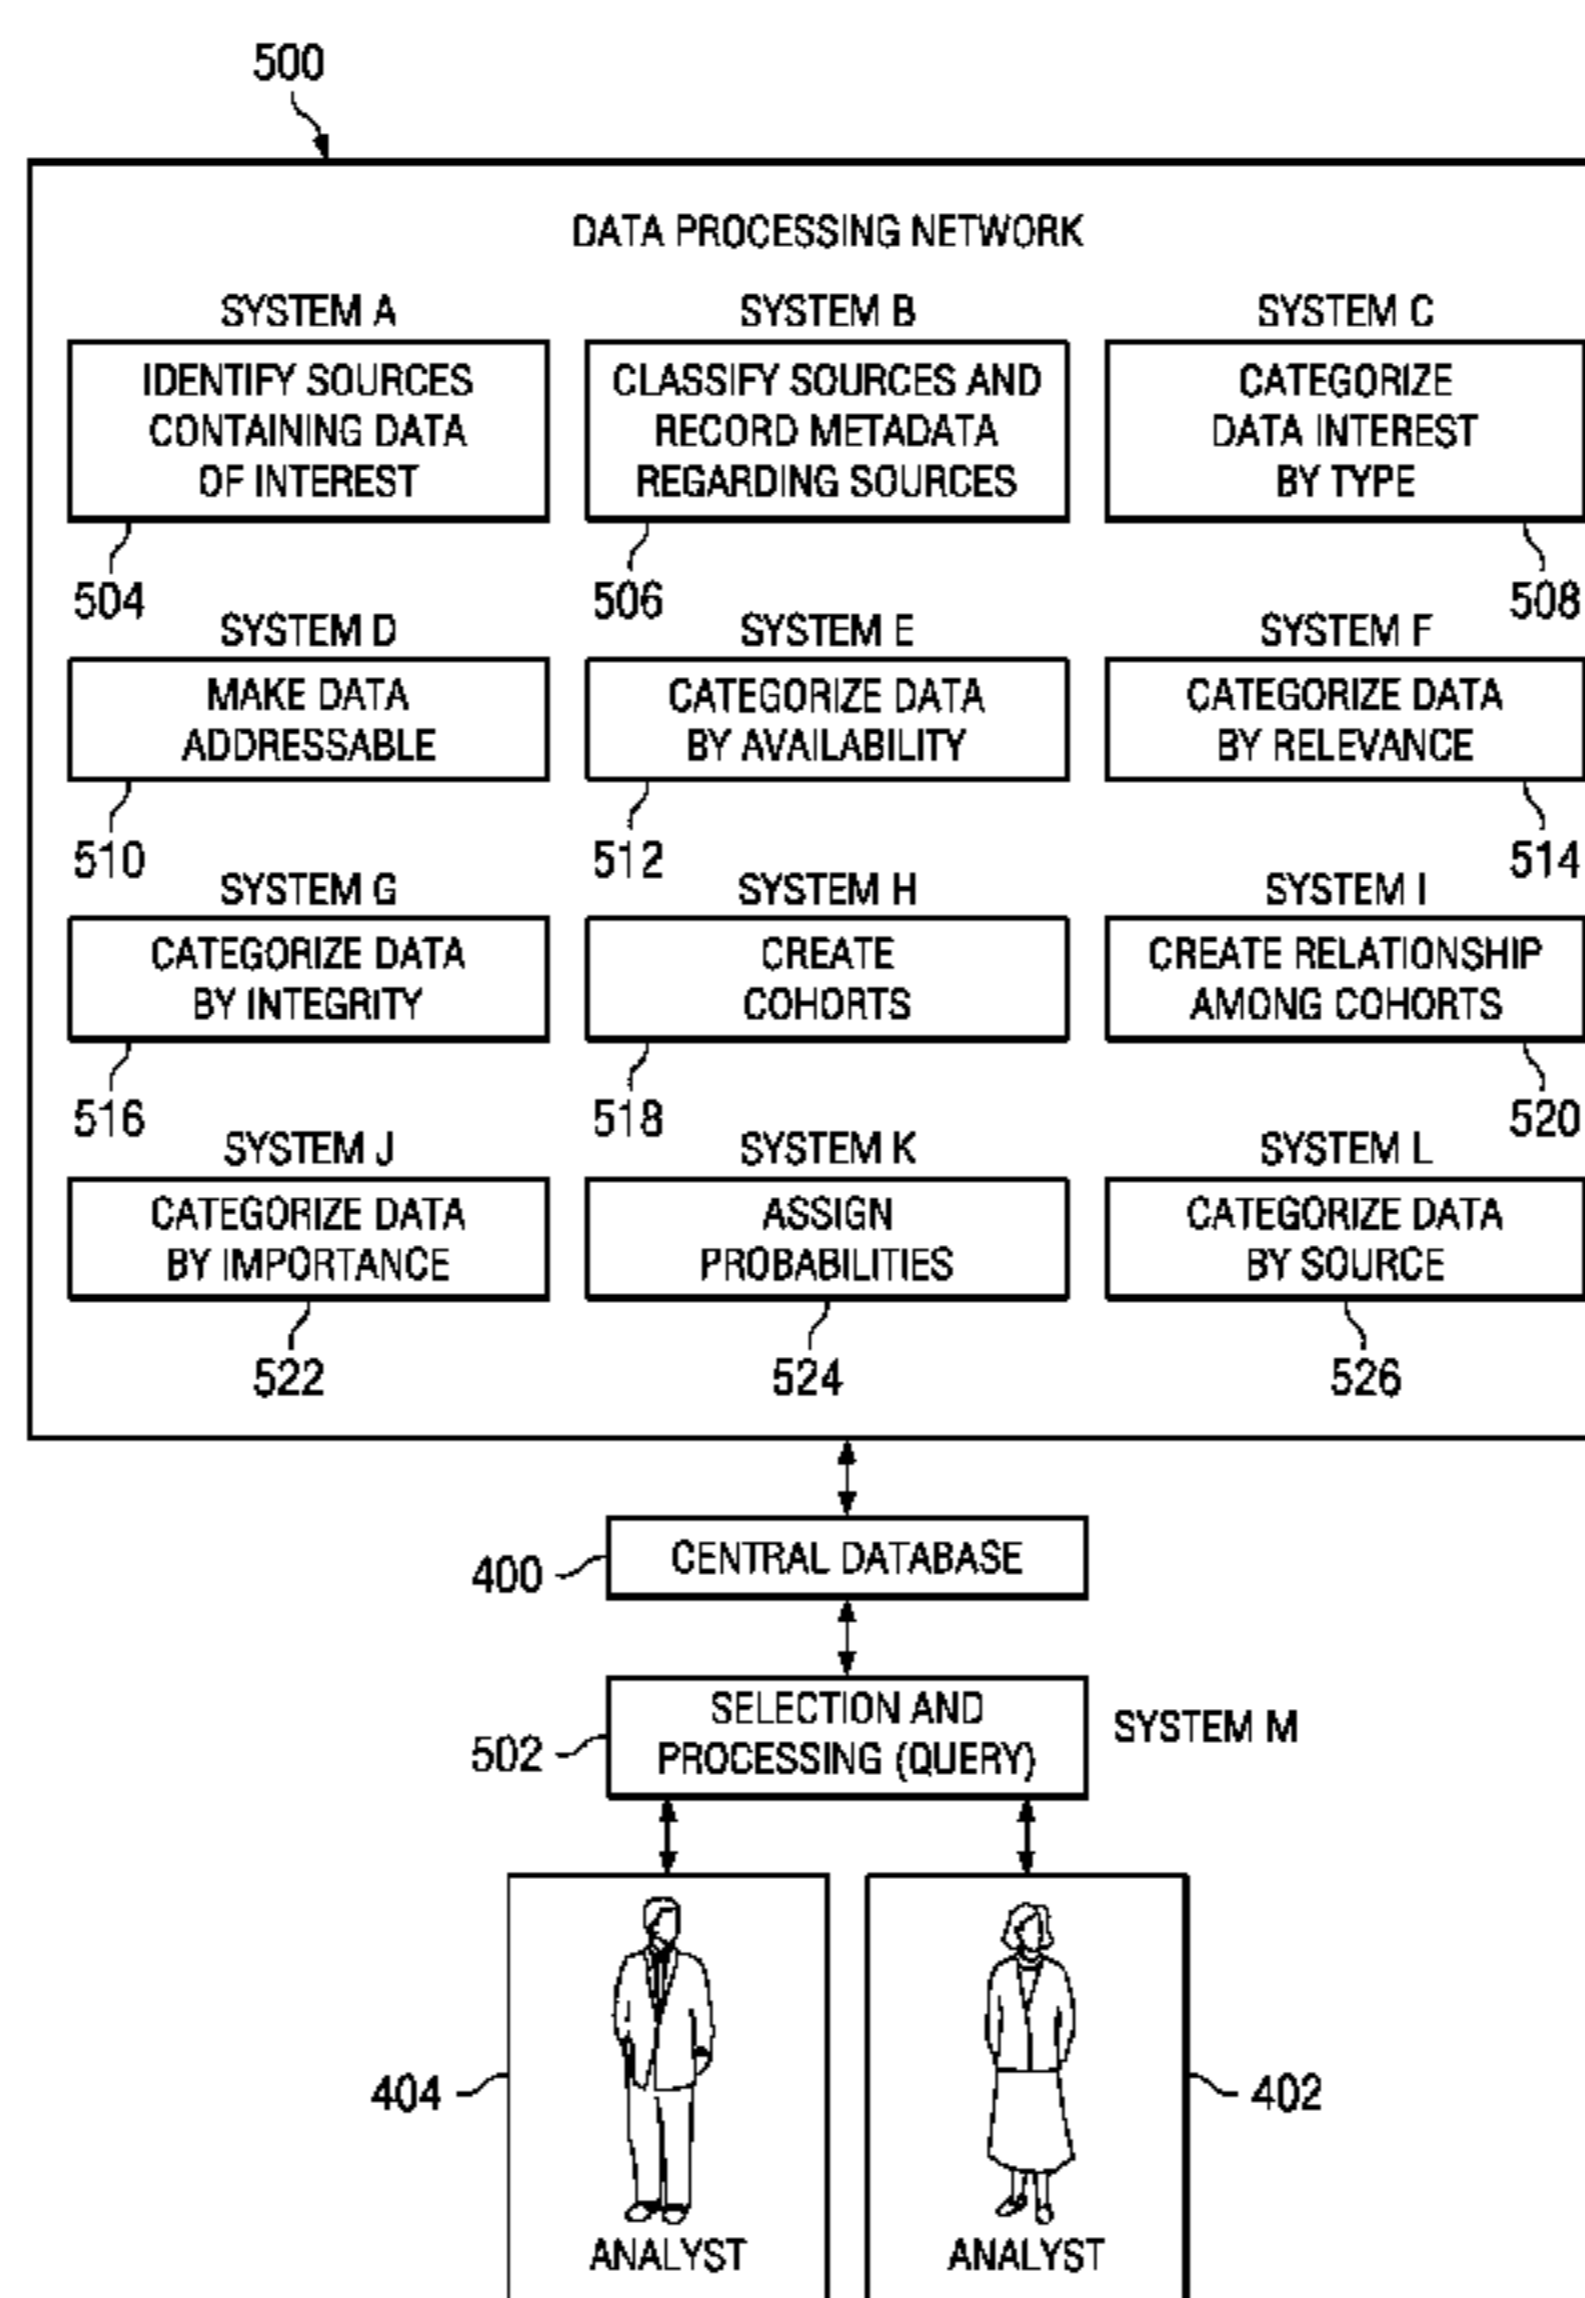 500
DATA PROCESSING NETWORK
SYSTEM A
IDENTIFY SOURCES
CONTAINING DATA
OF INTEREST
504
SYSTEM B
CLASSIFY SOURCES AND
RECORD METADATA
REGARDING SOURCES
506
SYSTEM C
CATEGORIZE
DATA INTEREST
BY TYPE
508
SYSTEM D
MAKE DATA
ADDRESSABLE
510
SYSTEM E
CATEGORIZE DATA
BY AVAILABILITY
512
SYSTEM F
CATEGORIZE DATA
BY RELEVANCE
514
SYSTEM G
CATEGORIZE DATA
BY INTEGRITY
516
SYSTEM H
CREATE
COHORTS
518
SYSTEM I
CREATE RELATIONSHIP
AMONG COHORTS
520
SYSTEM J
CATEGORIZE DATA
BY IMPORTANCE
522
SYSTEM K
ASSIGN
PROBABILITIES
524
SYSTEM L
CATEGORIZE DATA
BY SOURCE
526
400
CENTRAL DATABASE
502
SELECTION AND
PROCESSING (QUERY)
SYSTEM M
404
ANALYST
402
ANALYST